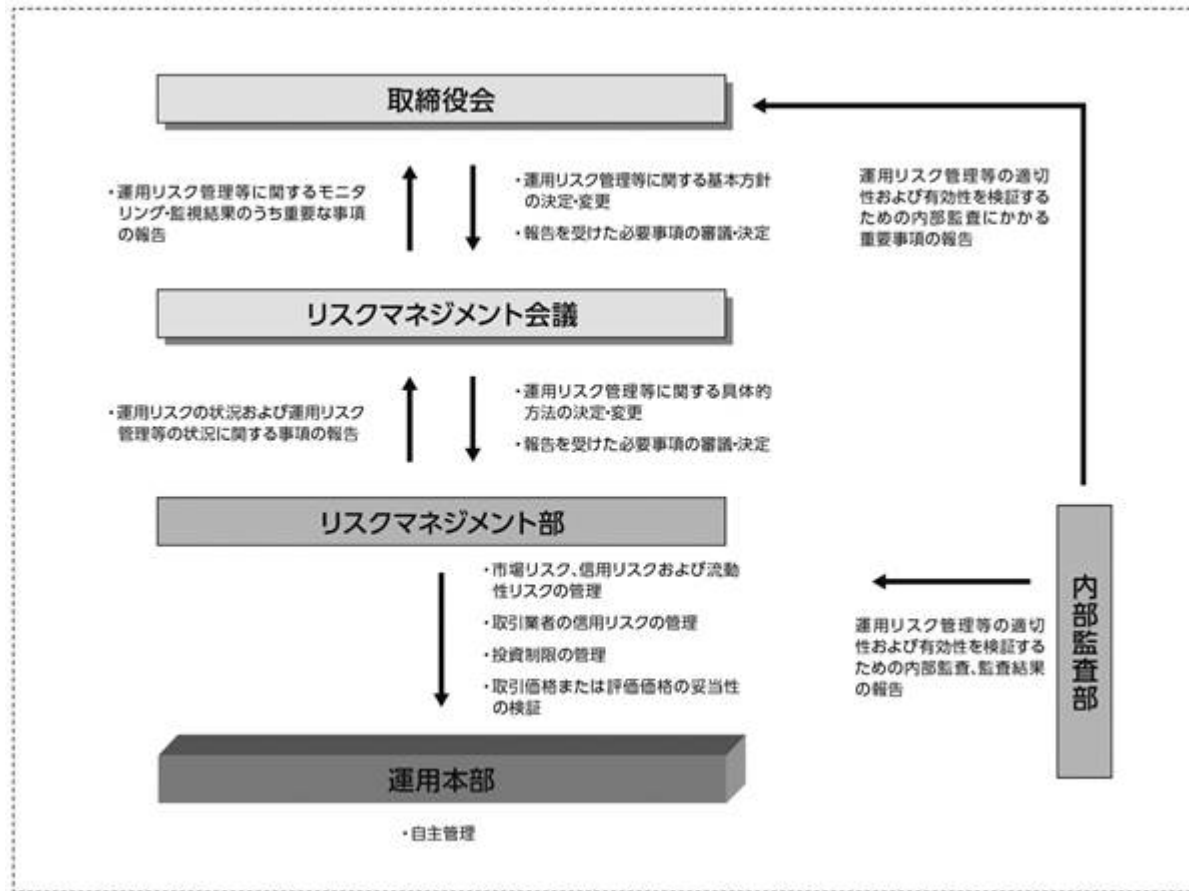 取締役会
・運用リスク管理等に関するモニタ
リング・監視結果のうち重要な事項
の報告
・運用リスク管理等に関する基本方針
の決定・変更
・報告を受けた必要事項の審議・決定
運用リスク管理等の適切
性および有効性を検証する
ための内部監査にかかる
重要事項の報告
リスクマネジメント会議
・運用リスクの状況および運用リスク
管理等の状況に関する事項の報告
・運用リスク管理等に関する具体的
方法の決定・変更
・報告を受けた必要事項の審議・決定
リスクマネジメント部
・市場リスク、信用リスクおよび流動
性リスクの管理
・取引業者の信用リスクの管理
・投資制限の管理
・取引価格または評価価格の妥当性
の検証
運用リスク管理等の適切
性および有効性を検証する
ための内部監査、監査結果
の報告
内部監査部
運用本部
・自主管理